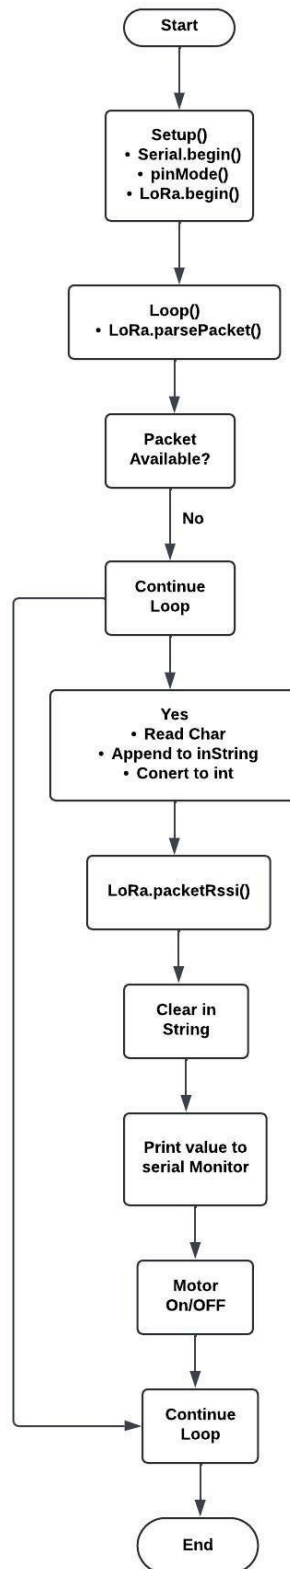 Start
Setup()
• Serial.begin()
• pinMode()
• LoRa.begin()
Loop()
• LoRa.parsePacket()
Packet
Available?
No
Continue
Loop
Yes
• Read Char
• Append to inString
• Conert to int
LoRa.packetRssi()
Clear in
String
Print value to
serial Monitor
Motor
On/OFF
Continue
Loop
End